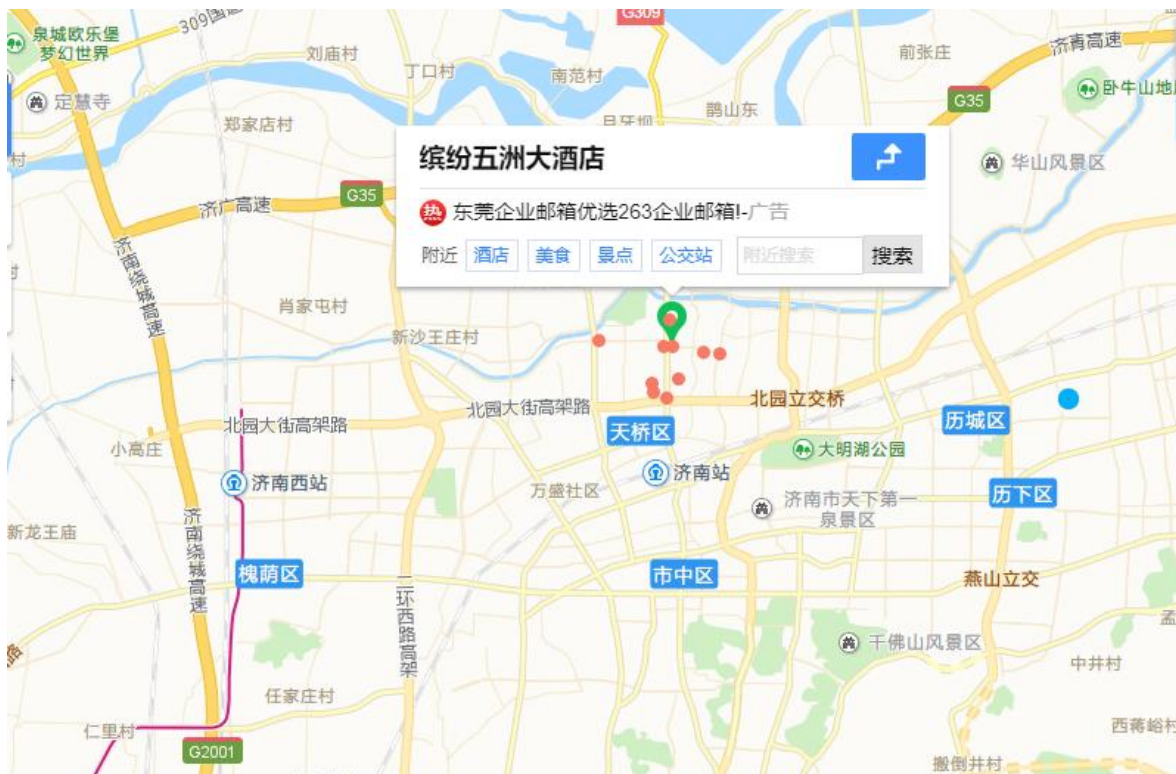 G309
309国道
泉城欧乐堡
梦幻世界
刘庙村
丁口村
南范村
前张庄
济青高速
定慧寺
G35
卧牛山地
郑家店村
鹊山东
村
缤纷五洲大酒店
华山风景区
G35
济广高速
热 东莞企业邮箱优选263企业邮箱!-广告
附近 酒店 美食 景点 公交站 附近搜索 搜索
济南绕城高速
肖家屯村
新沙王庄村
北园立交桥
北园大街高架路
北园大街高架路
天桥区
历城区
小高庄
大明湖公园
济南西站
济南站
万盛社区
历下区
济南市天下第一
泉景区
新龙王庙
济南绕城高速
槐荫区
市中区
燕山立交
二环西路高架
孟
路
千佛山风景区
中井村
任家庄村
仁里村
西蒋峪村
G2001
搬倒井村